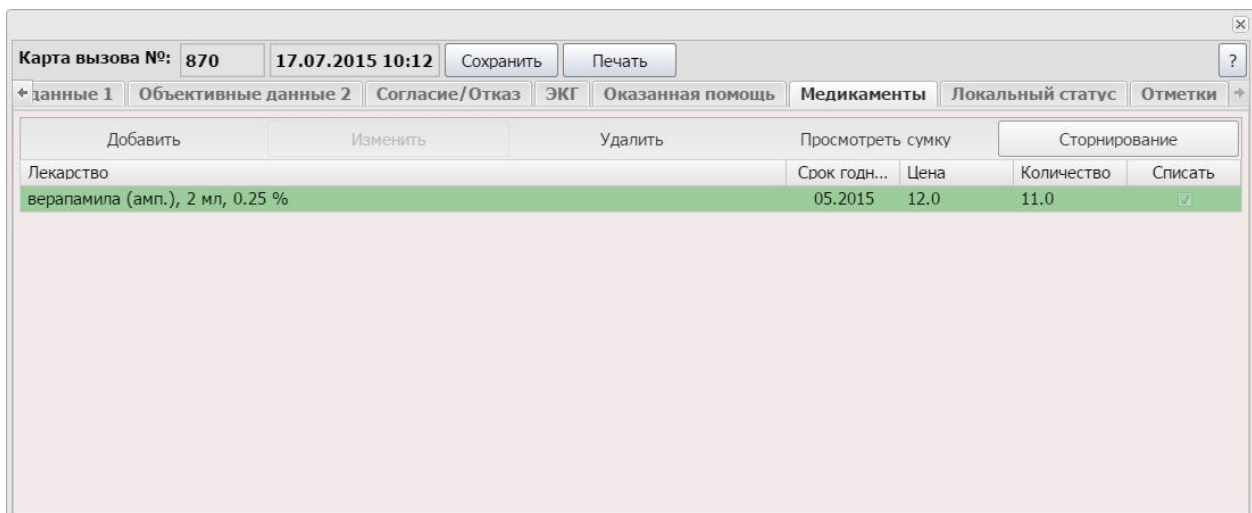 Карта вызова №: 870 17.07.2015 10:12 Сохранить Печать ?
данные 1 Объективные данные 2 Согласие/Отказ ЭКГ Оказанная помощь Медикаменты Локальный статус Отметки
Добавить Изменить Удалить Просмотреть сумку Сторнирование
Лекарство Срок годн... Цена Количество Списать
верапамила (амп.), 2 мл, 0.25 % 05.2015 12.0 11.0